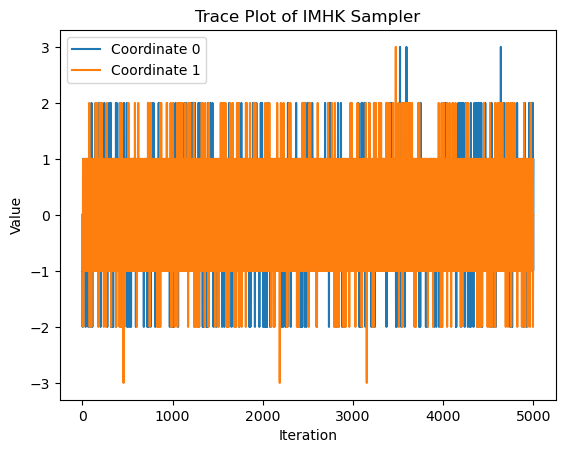 Trace Plot of IMHK Sampler
Coordinate 0
Coordinate 1
Value
3
2
1
0
−1
−2
−3
0 1000 2000 3000 4000 5000
Iteration